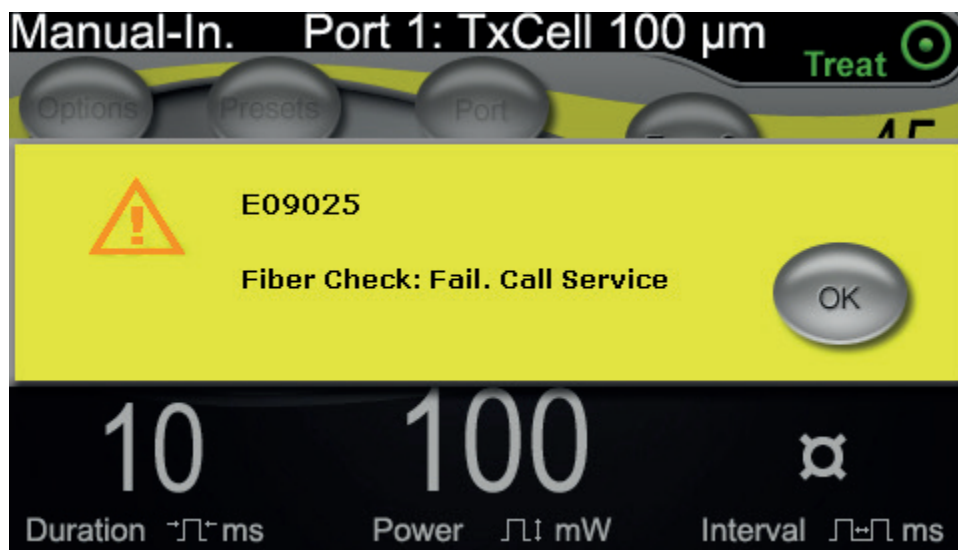 Manual-In. Port 1: TxCell 100 µm
Treat
Options Presets Port
E09025
Fiber Check: Fail. Call Service
OK
10 100 ¤
Duration ms Power mW Interval ms